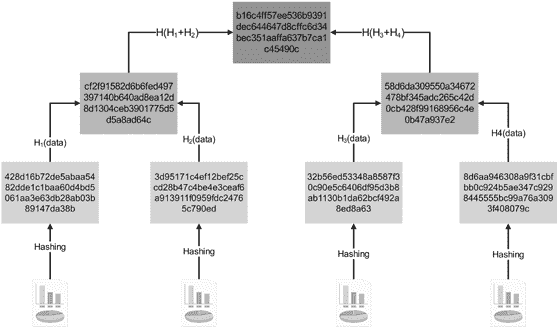 H(H1+H2)
b16c4ff57ee536b9391
dec644647d8cffc6d34
bec351aaffa637b7ca1
c45490c
H(H3+H4)
cf2f91582d6b6fed497
397140b640ad8ea12d
8d1304ceb3901775d5
d5a8ad64c
58d6da309550a34672
478bf345adc265c42d
0cb428f99168956c4e
0b47a937e2
H1(data)
H2(data)
H3(data)
H4(data)
428d16b72de5abaa54
82dde1c1baa60d4bd5
061aa3e63db28ab03b
89147da38b
3d95171c4ef12bef25c
cd28b47c4be4e3ceaf6
a913911f0959fdc2476
5c790ed
32b56ed53348a8587f3
0c90e5c6406df95d3b8
ab1130b1da62bcf492a
8ed8a63
8d6aa946308a9f31cbf
bb0c924b5ae347c929
8445555bc99a76a309
3f408079c
Hashing
Hashing
Hashing
Hashing